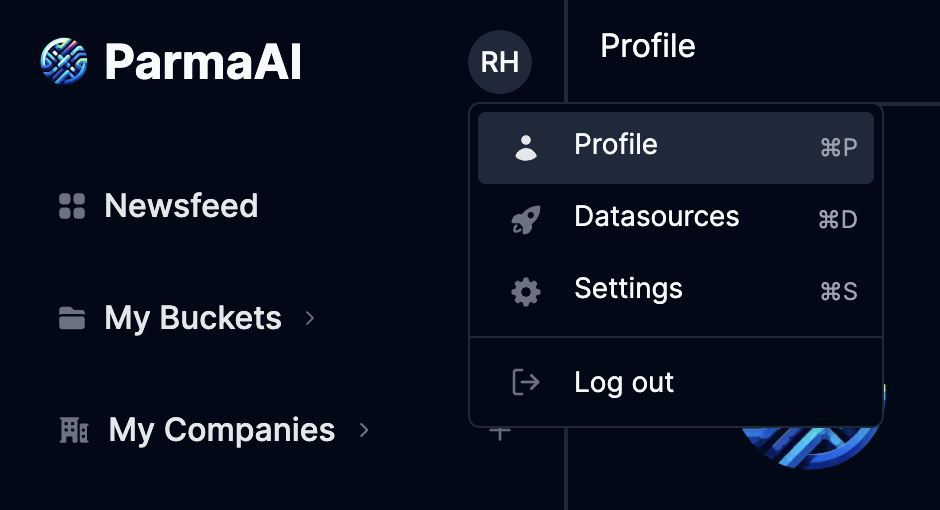 ParmaAI
RH
Profile
Profile ⌘P
Newsfeed
Datasources ⌘D
Settings ⌘S
My Buckets
Log out
My Companies